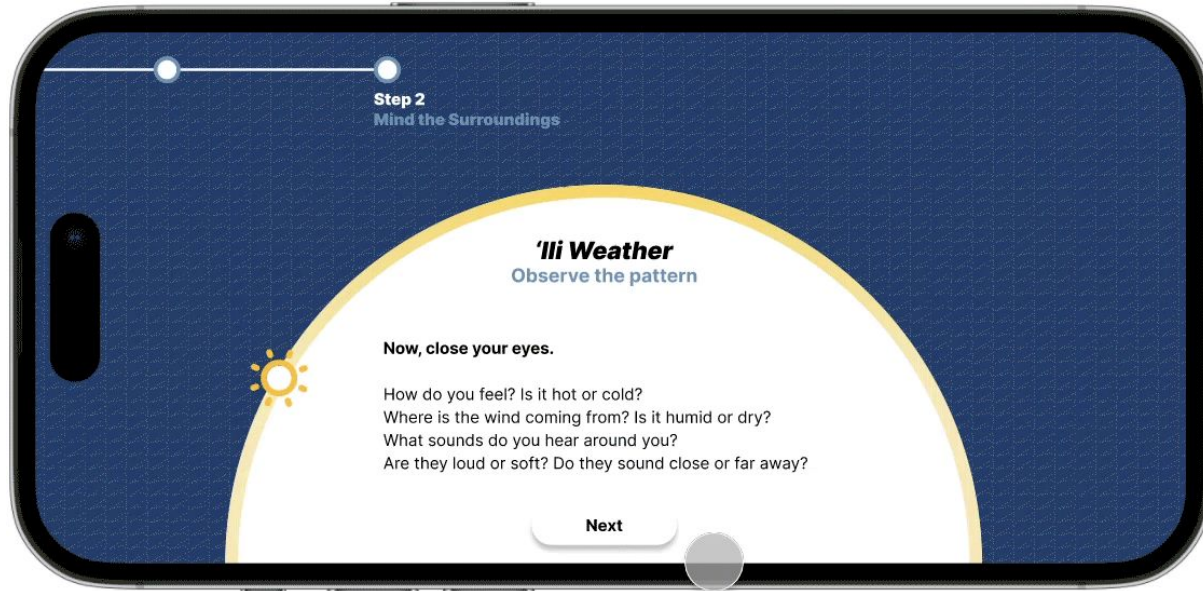 Step 2
Mind the Surroundings
‘Ili Weather
Observe the pattern
Now, close your eyes.
How do you feel? Is it hot or cold?
Where is the wind coming from? Is it humid or dry?
What sounds do you hear around you?
Are they loud or soft? Do they sound close or far away?
Next